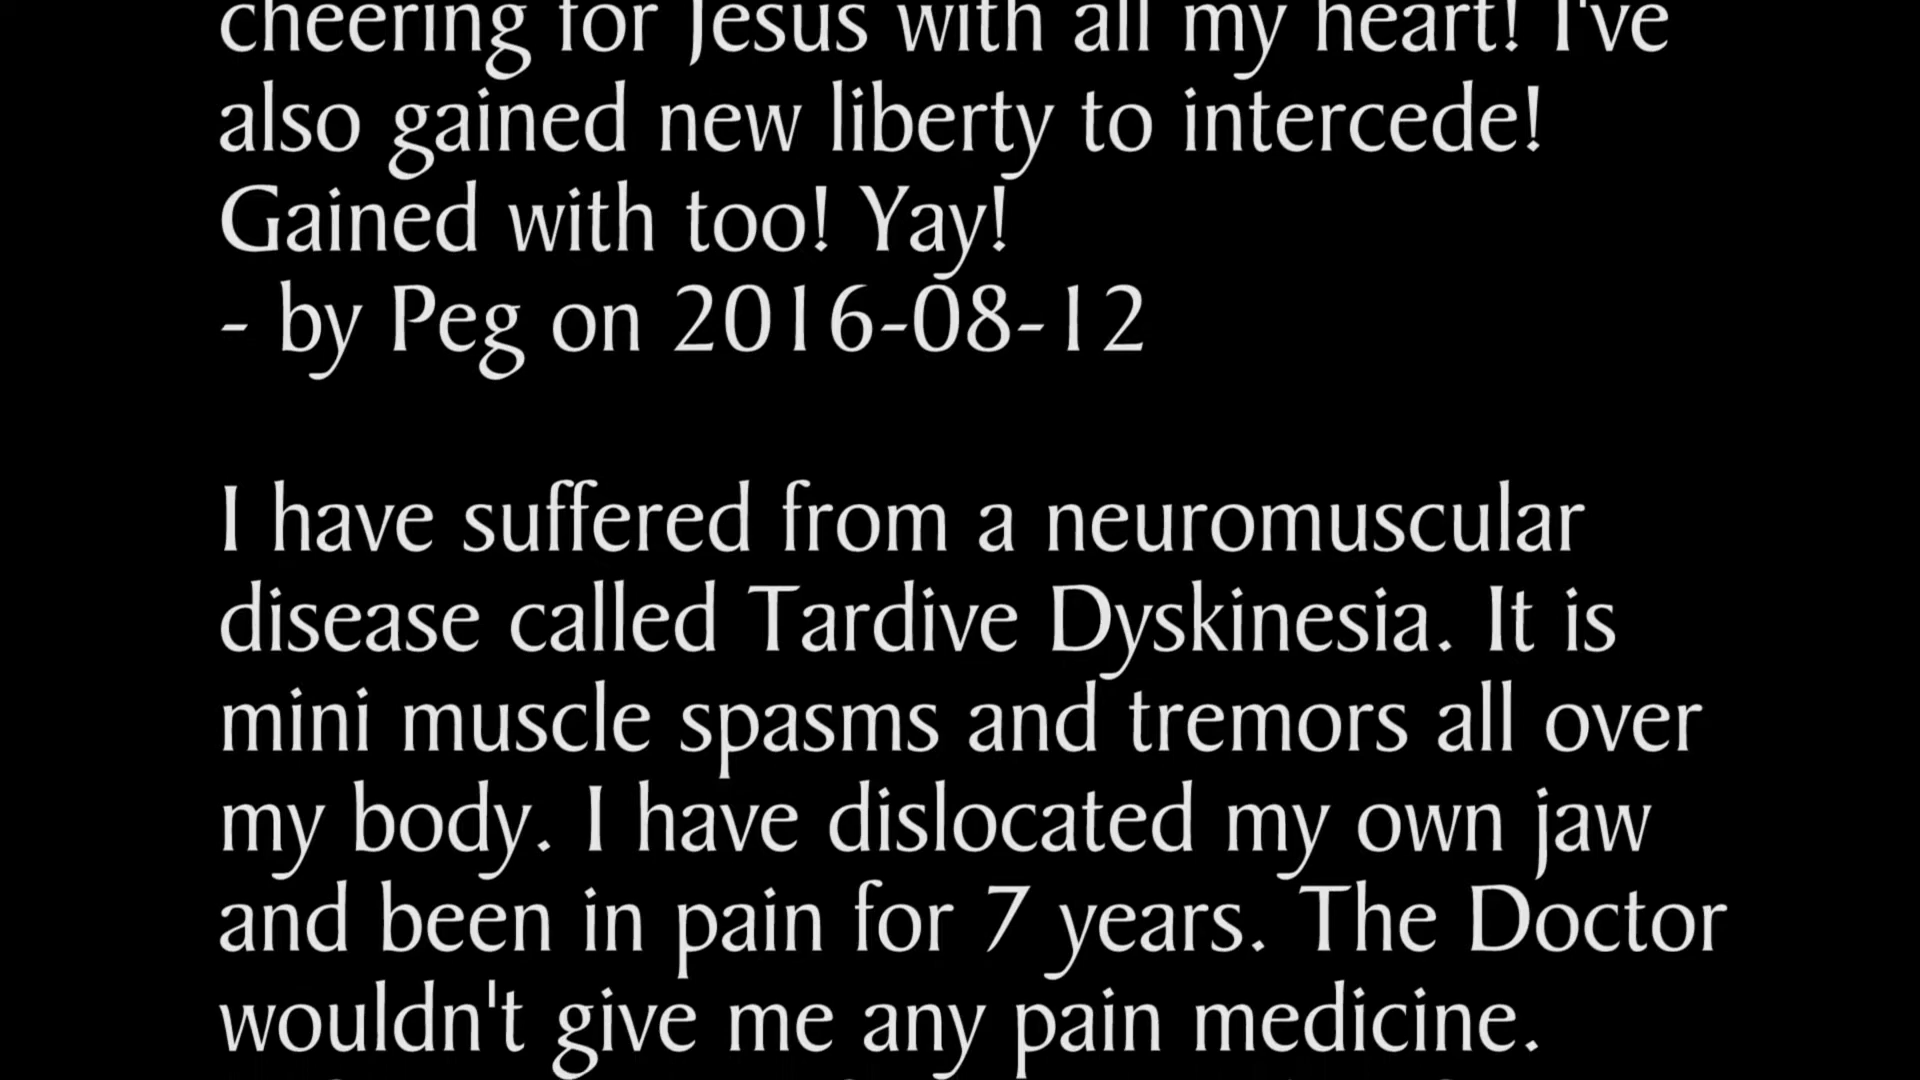 cheering for Jesus with all my heart! I've
also gained new liberty to intercede!
Gained with too! Yay!
- by Peg on 2016-08-12
I have suffered from a neuromuscular
disease called Tardive Dyskinesia. It is
mini muscle spasms and tremors all over
my body. I have dislocated my own jaw
and been in pain for 7 years. The Doctor
wouldn't give me any pain medicine.